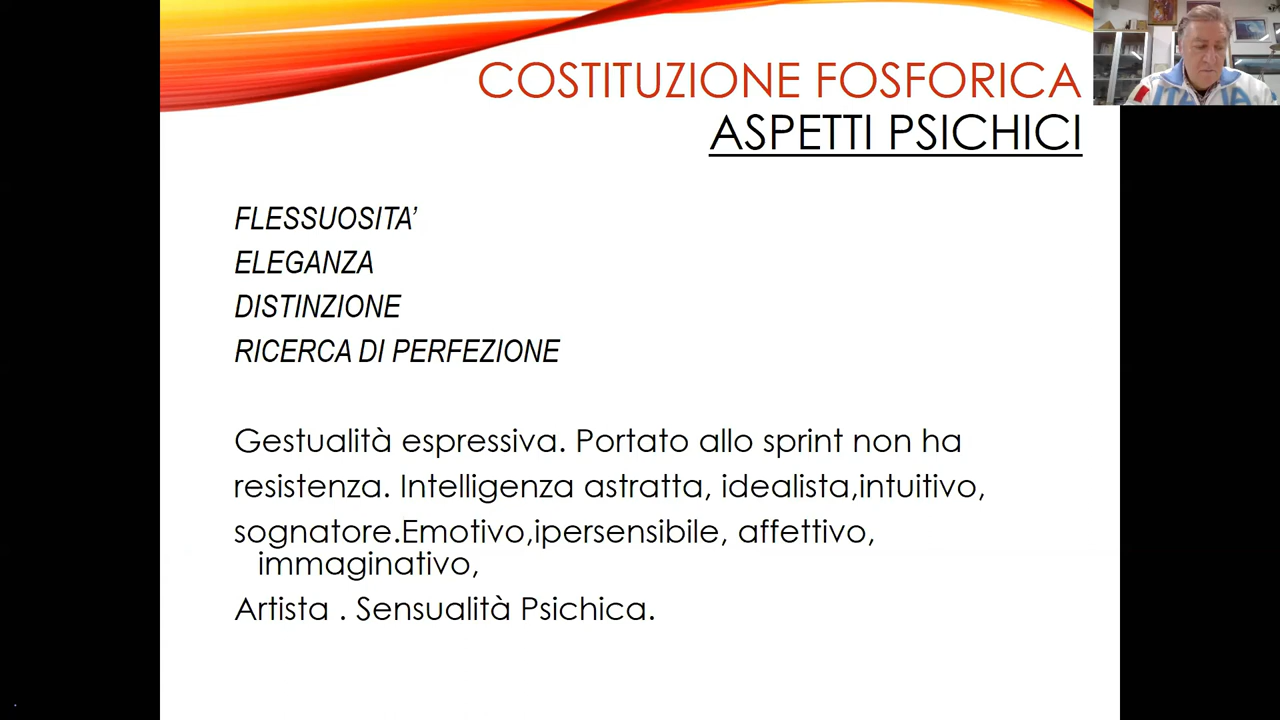 COSTITUZIONE FOSFORICA
ASPETTI PSICHICI
FLESSUOSITA’
ELEGANZA
DISTINZIONE
RICERCA DI PERFEZIONE
Gestualità espressiva. Portato allo sprint non ha
resistenza. Intelligenza astratta, idealista,intuitivo,
sognatore.Emotivo,ipersensibile, affettivo,
immaginativo,
Artista . Sensualità Psichica.